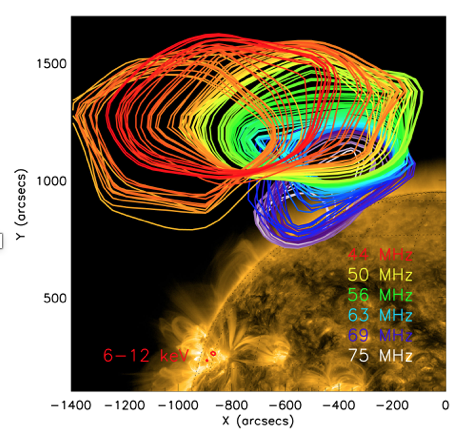 1500
1000
500
Y (arcsecs)
44 MHz
50 MHz
56 MHz
63 MHz
69 MHz
75 MHz
6-12 keV
-1400 -1200 -1000 -800 -600 -400 -200 0
X (arcsecs)